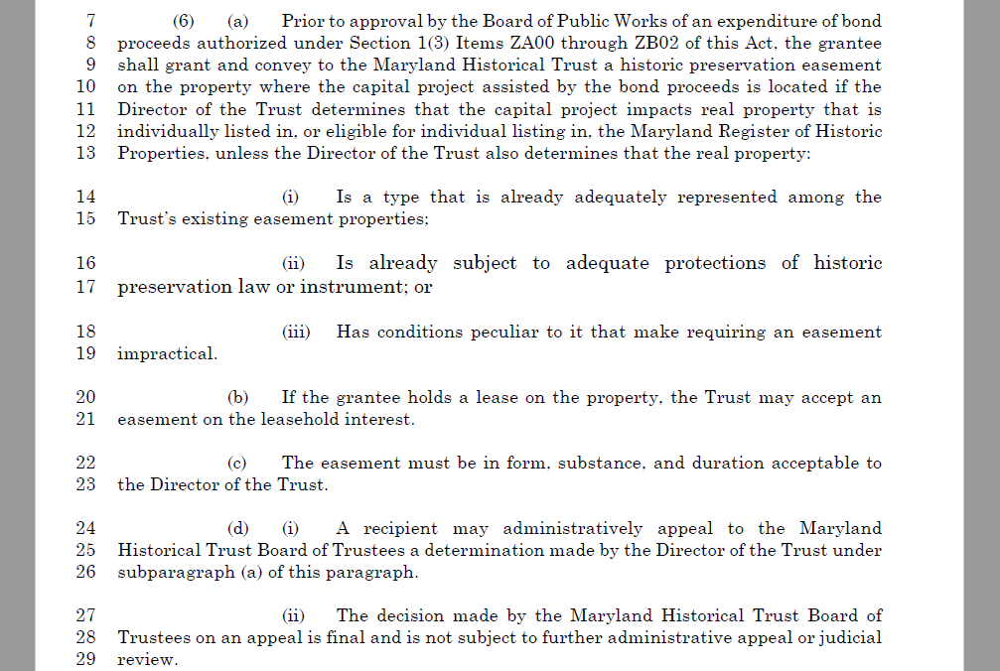 7 (6) (a) Prior to approval by the Board of Public Works of an expenditure of bond
8 proceeds authorized under Section 1(3) Items ZA00 through ZB02 of this Act, the grantee
9 shall grant and convey to the Maryland Historical Trust a historic preservation easement
10 on the property where the capital project assisted by the bond proceeds is located if the
11 Director of the Trust determines that the capital project impacts real property that is
12 individually listed in, or eligible for individual listing in, the Maryland Register of Historic
13 Properties, unless the Director of the Trust also determines that the real property:
14 (i) Is a type that is already adequately represented among the
15 Trust's existing easement properties;
16 (ii) Is already subject to adequate protections of historic
17 preservation law or instrument; or
18 (iii) Has conditions peculiar to it that make requiring an easement
19 impractical.
20 (b) If the grantee holds a lease on the property, the Trust may accept an
21 easement on the leasehold interest.
22 (c) The easement must be in form, substance, and duration acceptable to
23 the Director of the Trust.
24 (d) (i) A recipient may administratively appeal to the Maryland
25 Historical Trust Board of Trustees a determination made by the Director of the Trust under
26 subparagraph (a) of this paragraph.
27 (ii) The decision made by the Maryland Historical Trust Board of
28 Trustees on an appeal is final and is not subject to further administrative appeal or judicial
29 review.